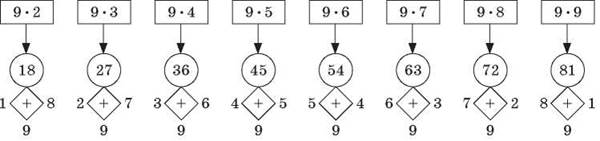 9 · 2 9 · 3 9 · 4 9 · 5 9 · 6 9 · 7 9 · 8 9 · 9
18 27 36 45 54 63 72 81
1 + 8 2 + 7 3 + 6 4 + 5 5 + 4 6 + 3 7 + 2 8 + 1
9 9 9 9 9 9 9 9